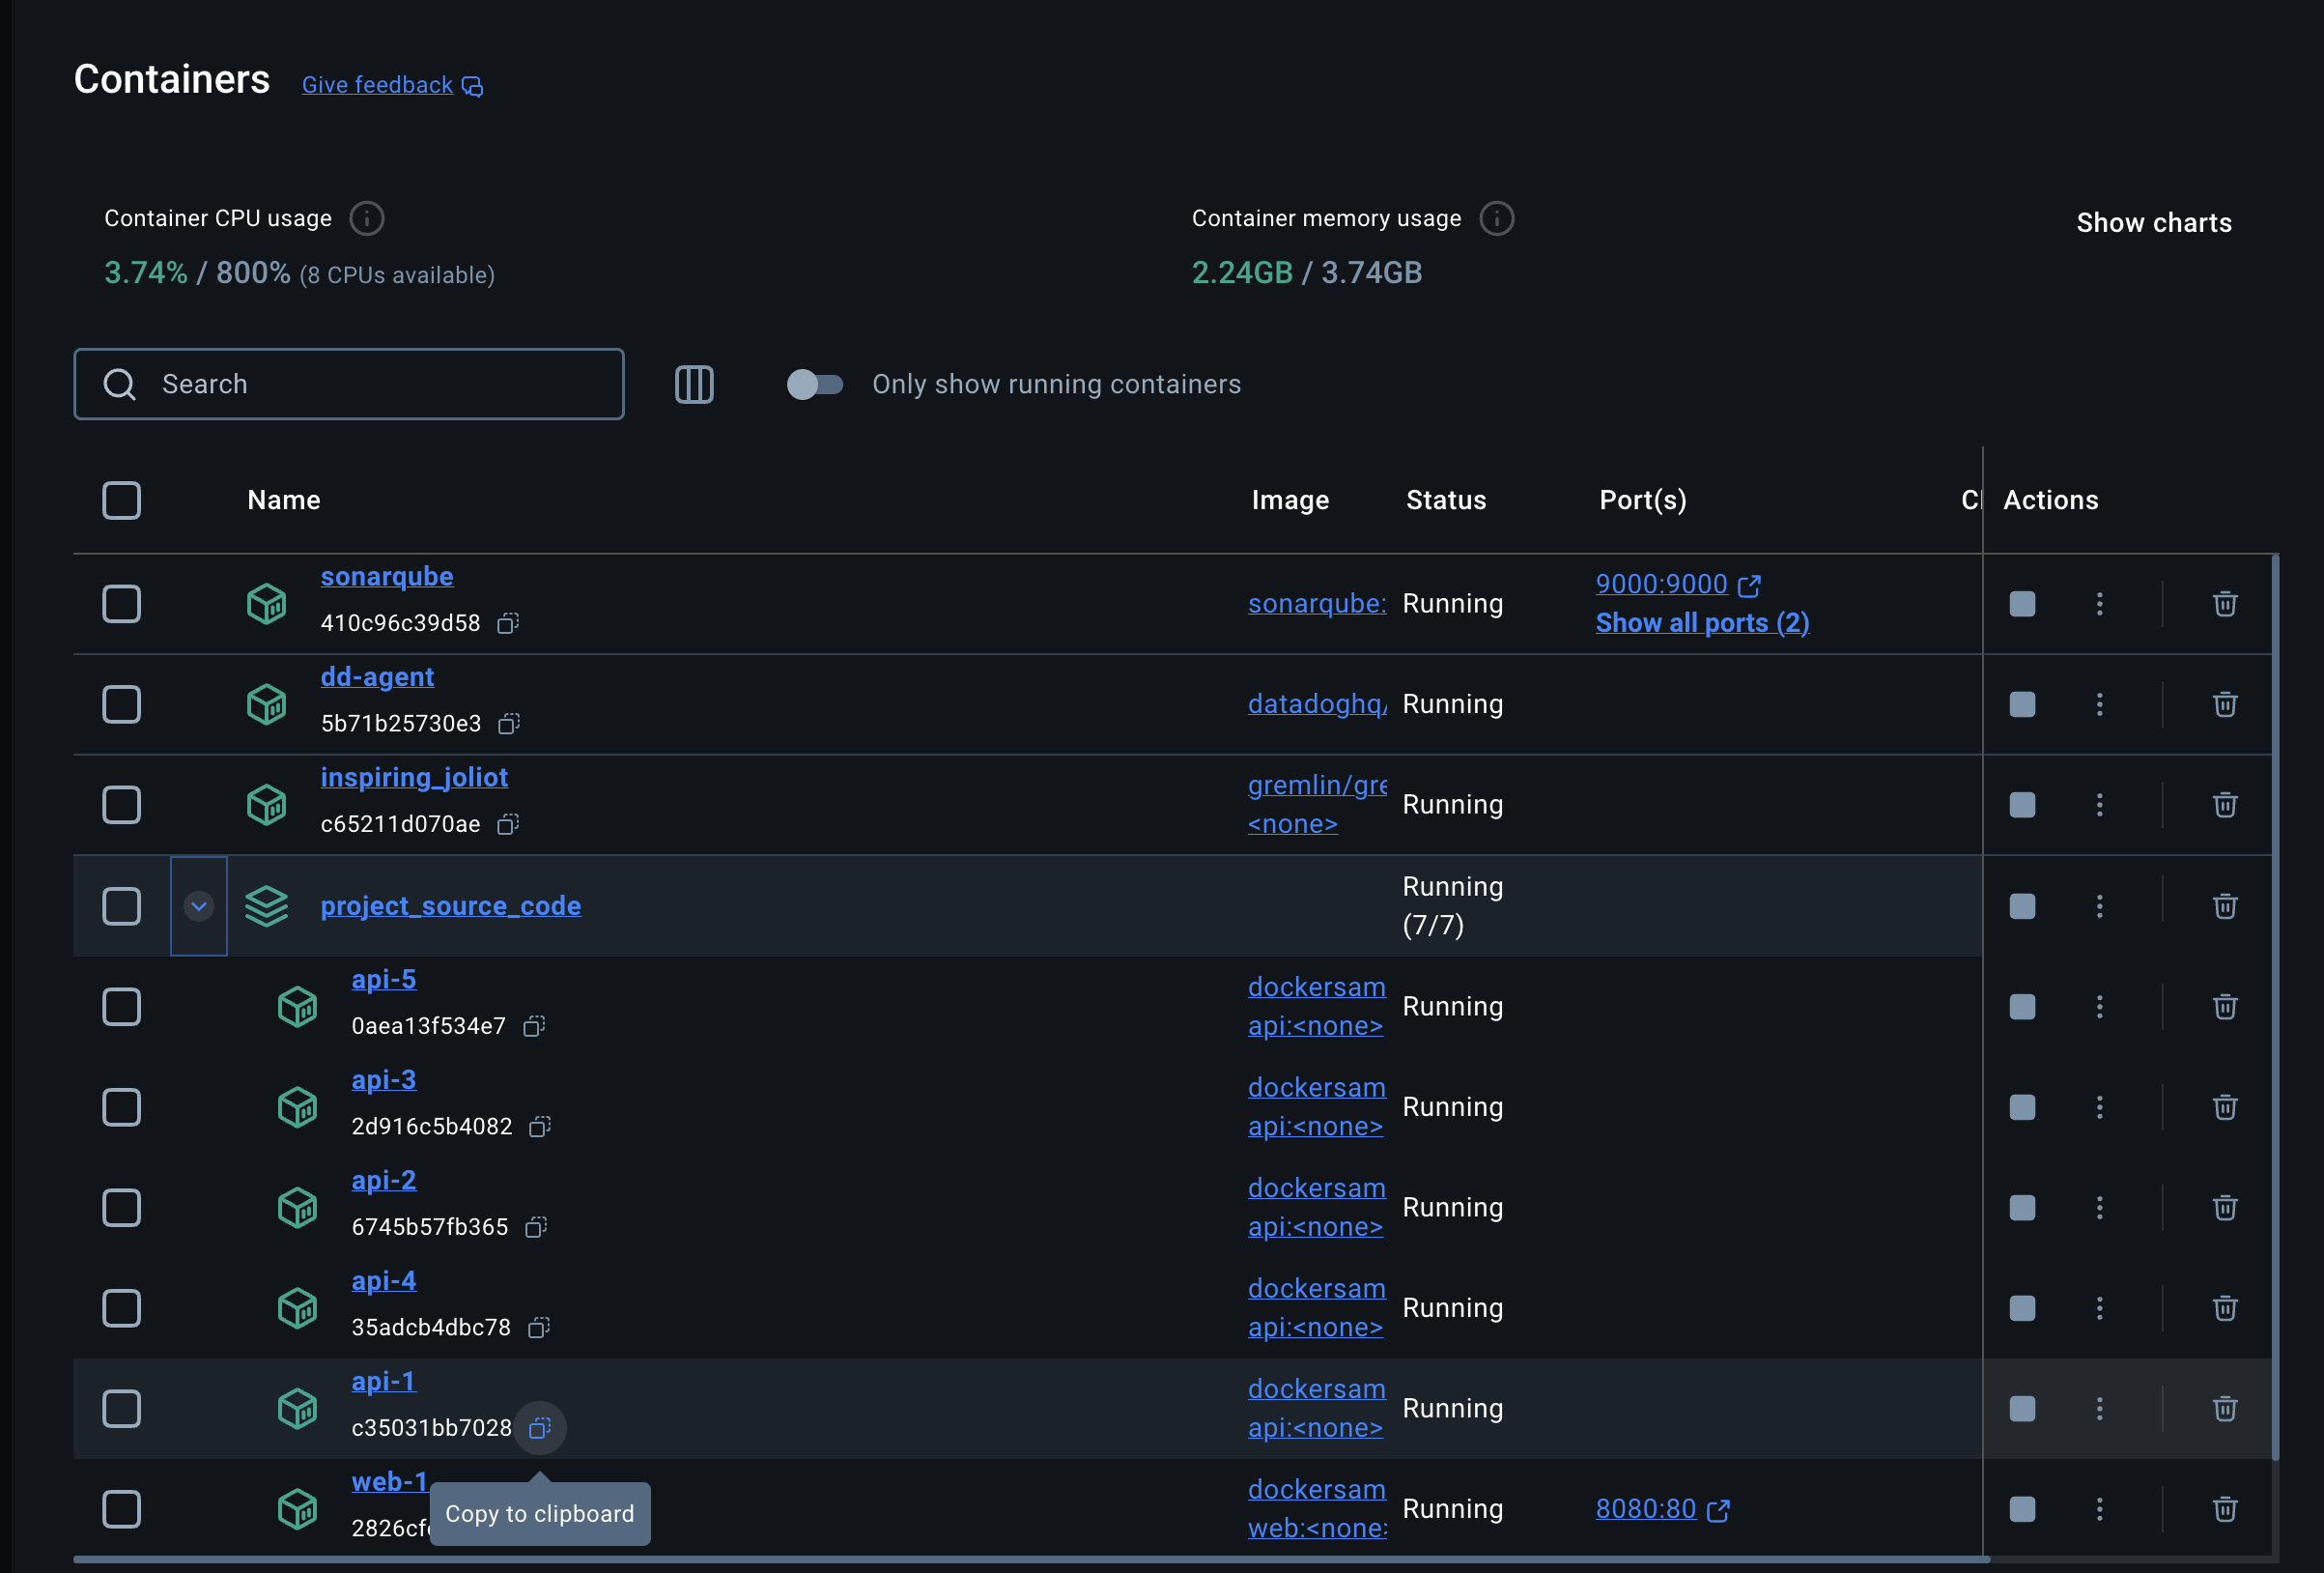 Containers Give feedback
Container CPU usage
3.74% / 800% (8 CPUs available)
Container memory usage
2.24GB / 3.74GB
Show charts
Search
Only show running containers
Name Image Status Port(s) Actions
sonarqube
410c96c39d58
sonarqube:
Running
9000:9000
Show all ports (2)
dd-agent
5b71b25730e3
datadoghq/
Running
inspiring_joliot
c65211d070ae
gremlin/gre
<none>
Running
project_source_code
Running
(7/7)
api-5
0aea13f534e7
dockersam
api:<none>
Running
api-3
2d916c5b4082
dockersam
api:<none>
Running
api-2
6745b57fb365
dockersam
api:<none>
Running
api-4
35adcb4dbc78
dockersam
api:<none>
Running
api-1
c35031bb7028
dockersam
api:<none>
Running
web-1
Copy to clipboard
dockersam
web:<none>
Running
8080:80